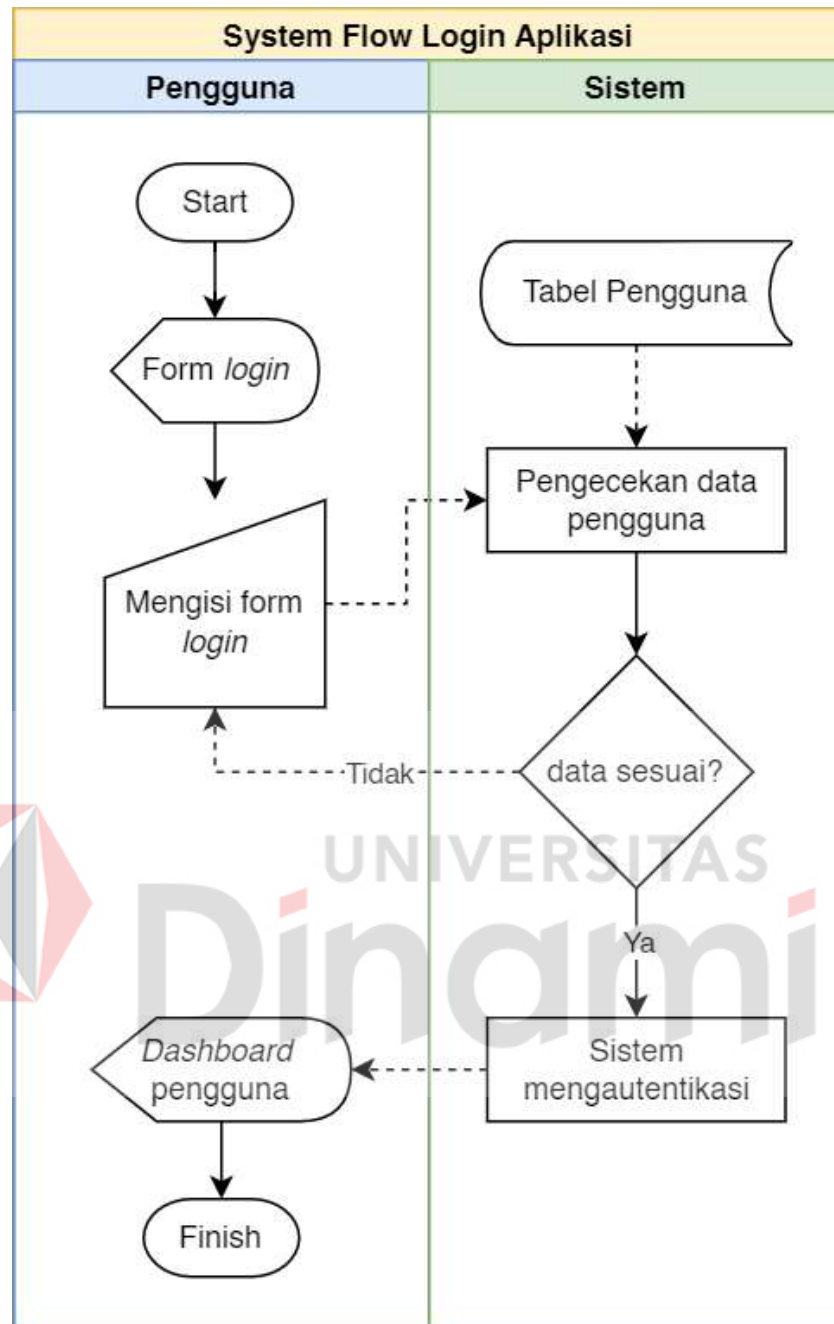 System Flow Login Aplikasi
Pengguna
Sistem
Start
Tabel Pengguna
Form login
Pengecekan data
pengguna
Mengisi form
login
data sesuai?
Tidak
UNIVERSITAS
Dinami
Ya
Dashboard
pengguna
Sistem
mengautentikasi
Finish